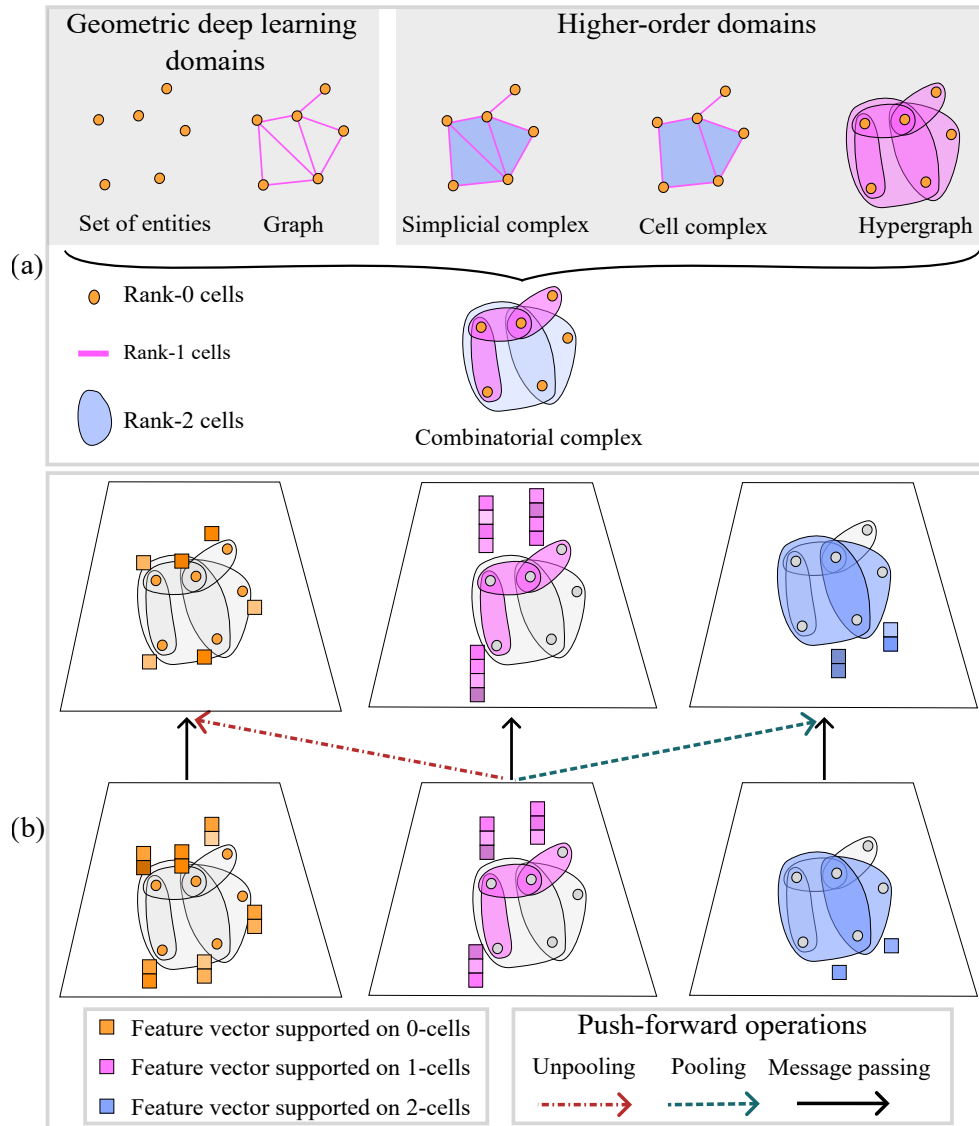 Geometric deep learning
domains
Higher-order domains
Set of entities
Graph
Simplicial complex
Cell complex
Hypergraph
(a)
Rank-0 cells
Rank-1 cells
Rank-2 cells
Combinatorial complex
(b)
Feature vector supported on 0-cells
Feature vector supported on 1-cells
Feature vector supported on 2-cells
Push-forward operations
Unpooling
Pooling
Message passing